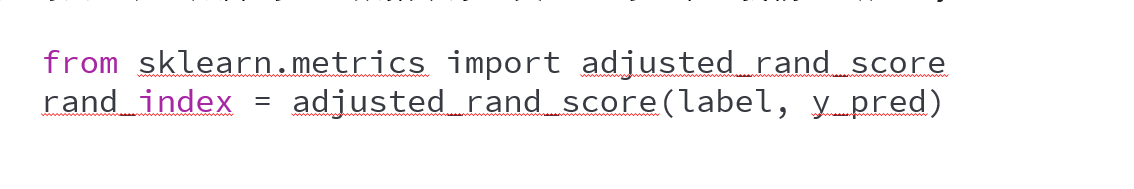 from sklearn.metrics import adjusted_rand_score
rand_index = adjusted_rand_score(label, y_pred)